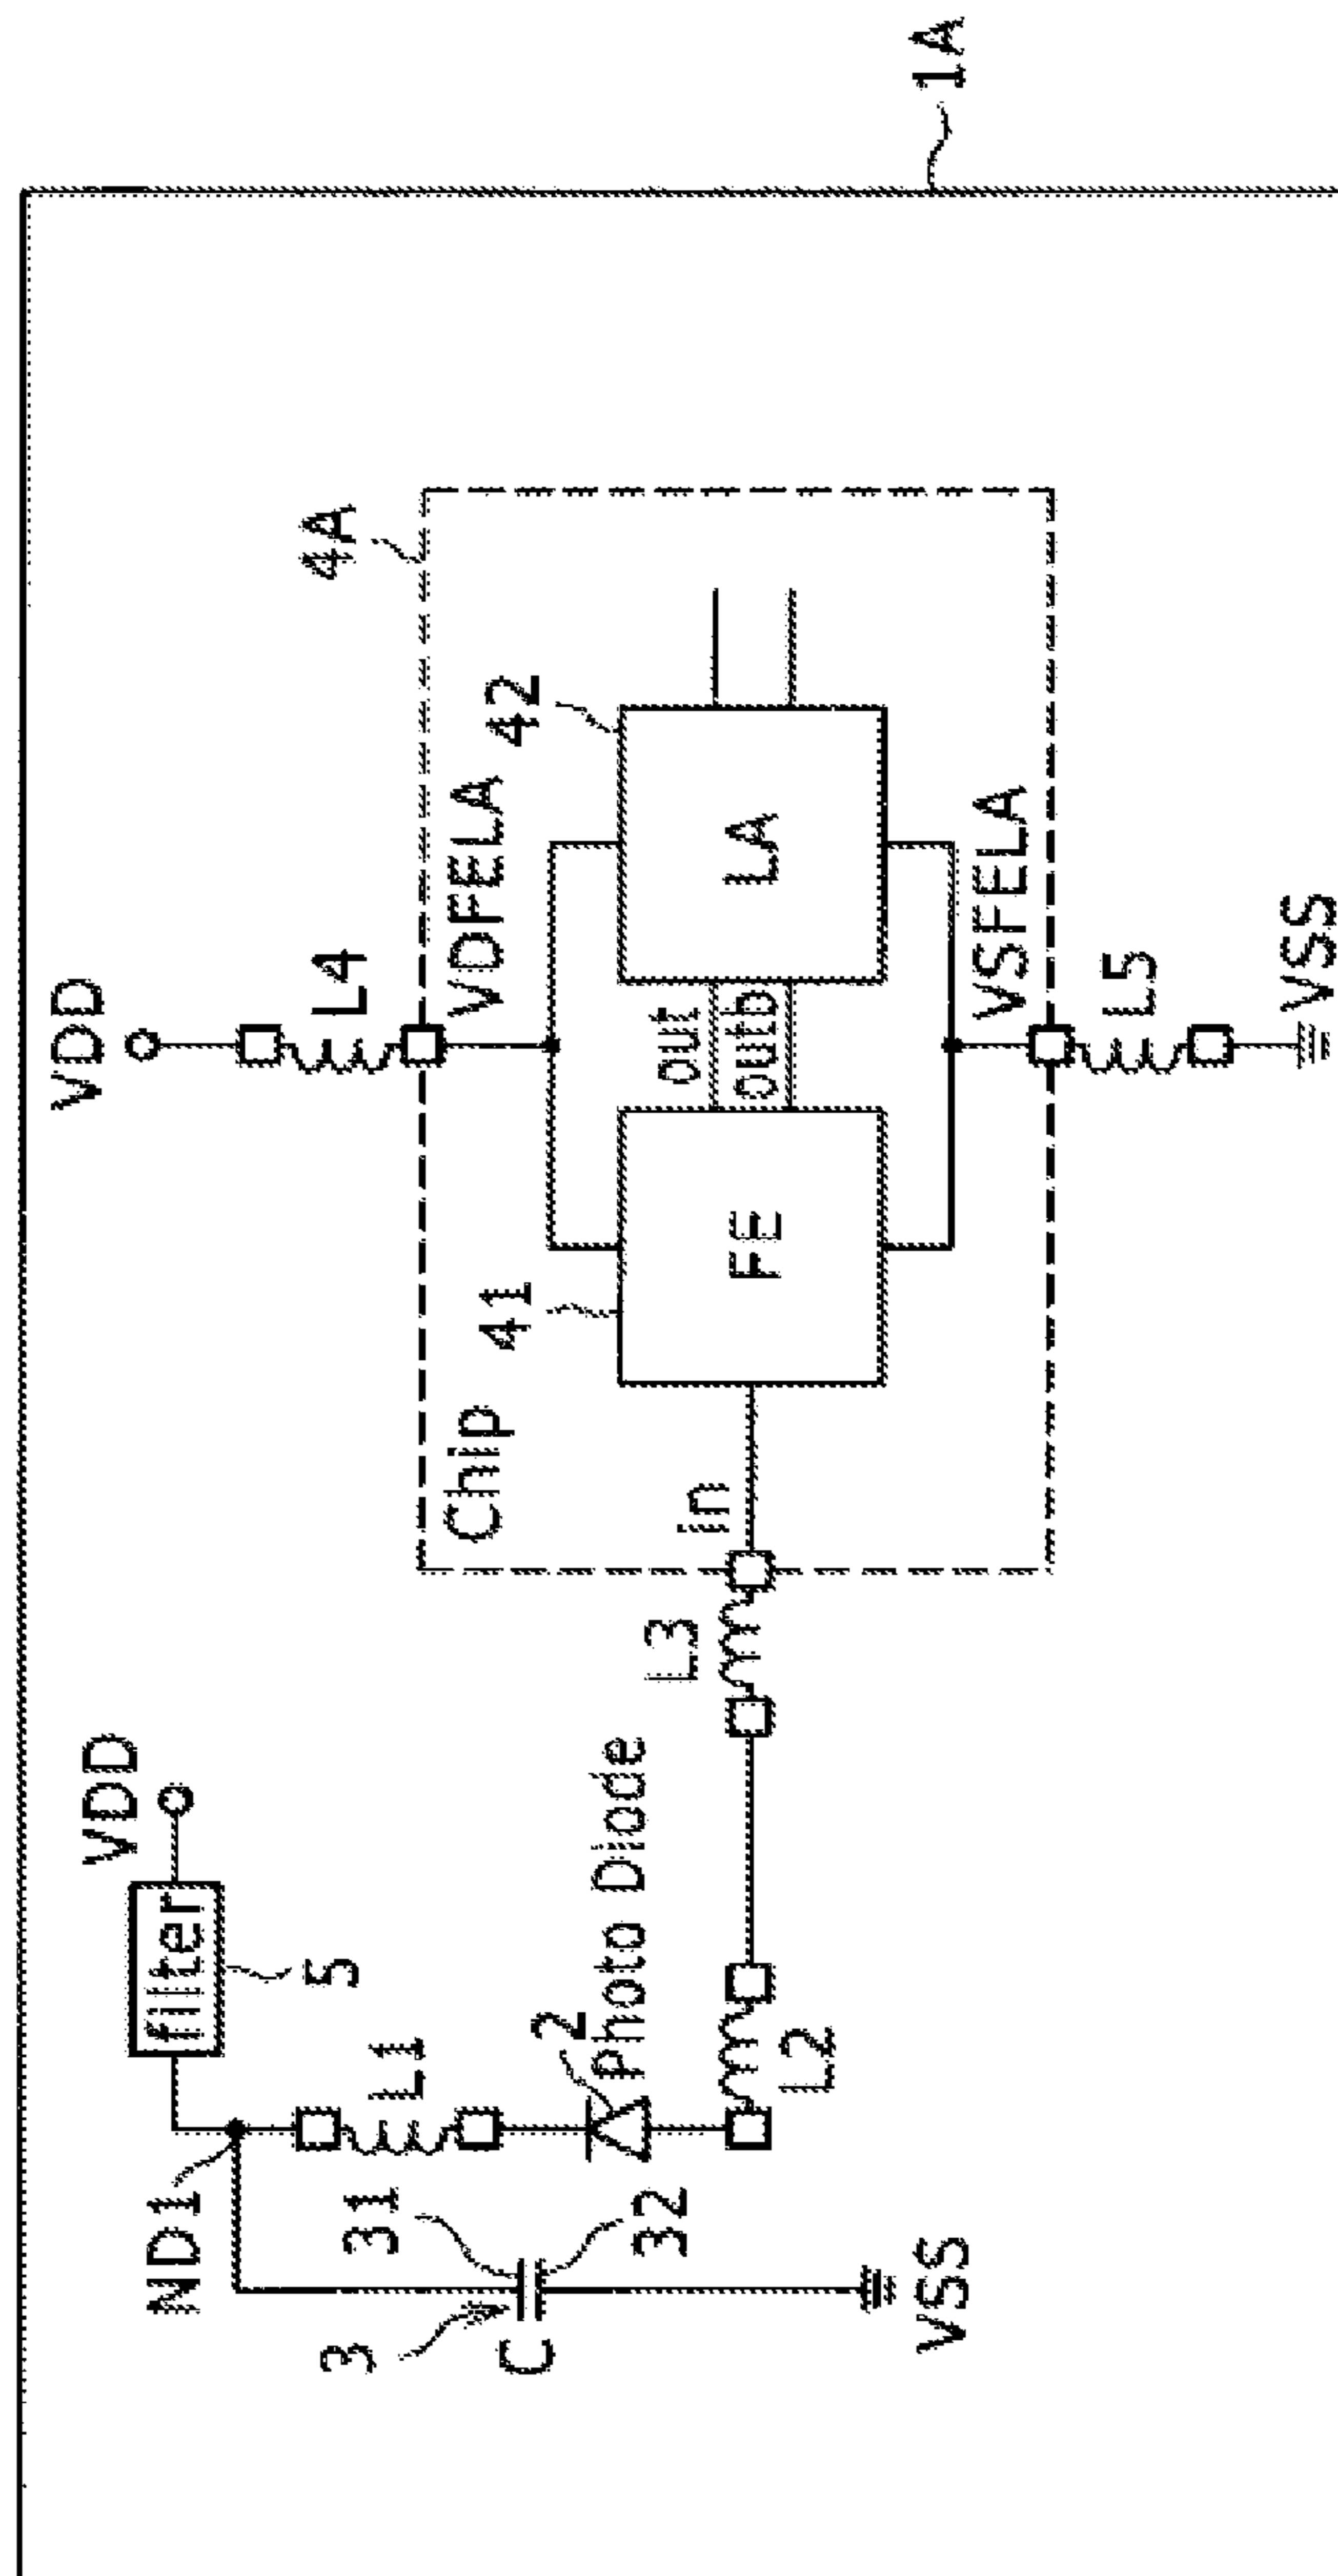 1A
VDD
L4
4A
VDFELA
42
LA
out
outb
FE
41
Chip
in
VSFELA
L5
VSS
L3
VDD
filter
5
ND1
L1
2
Photo Diode
L2
31
32
3
C
VSS